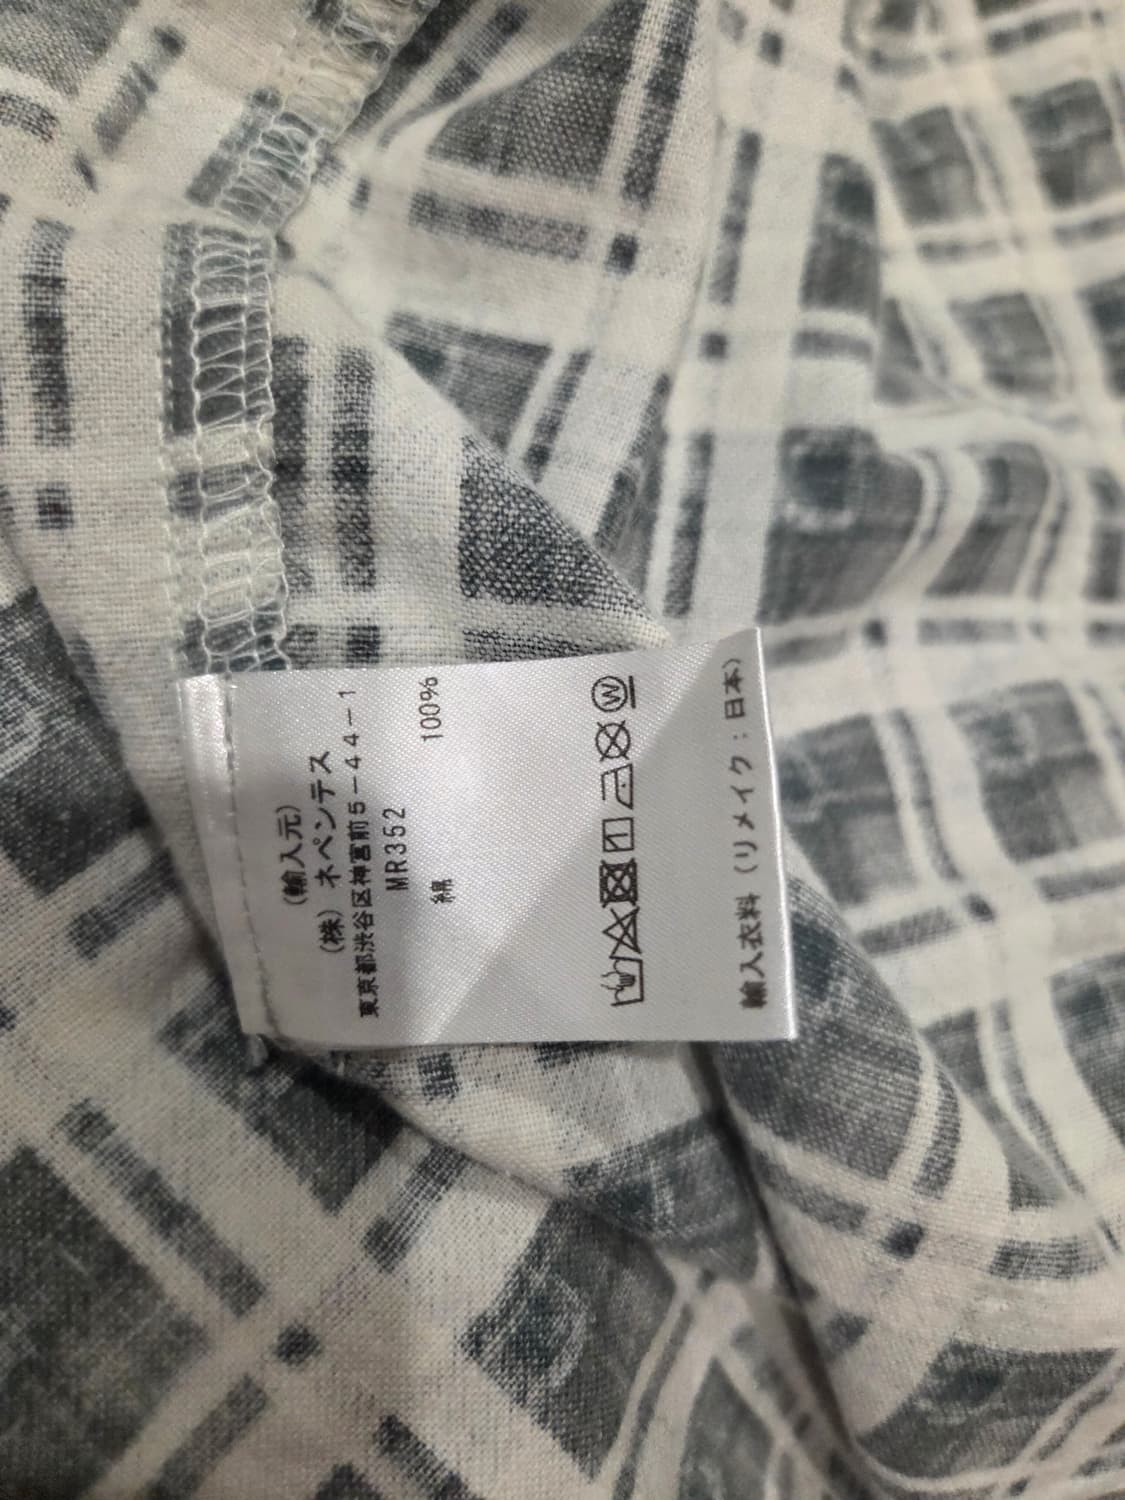 (輸入元)
(株) ネペンテス
東京都渋谷区神宮前5-44-1
MR352
綿 100%
輸入衣料 (リメイク:日本)